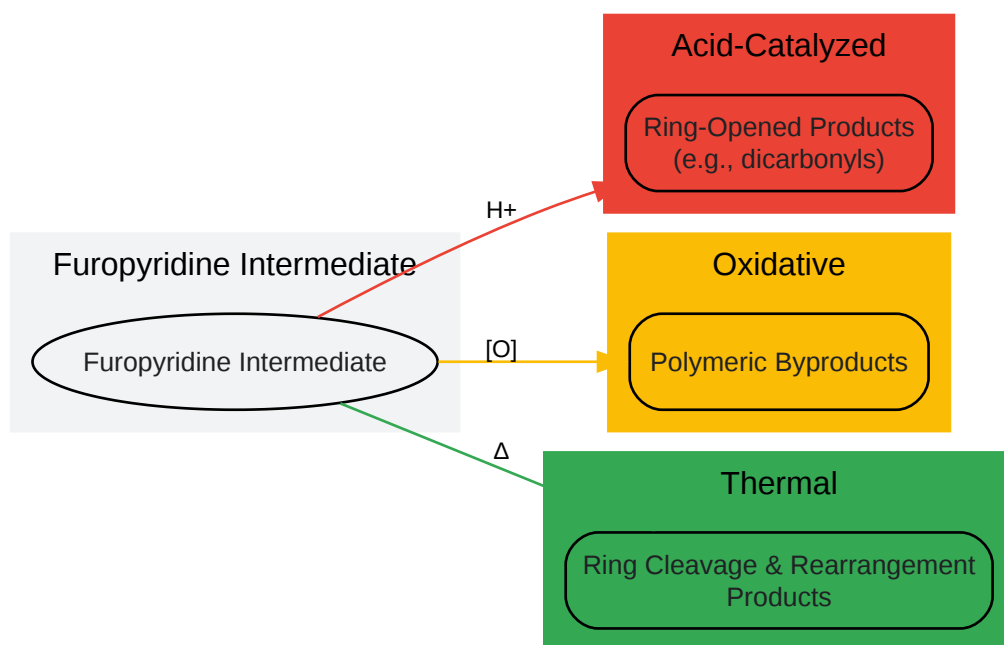 Acid-Catalyzed
Ring-Opened Products
(e.g., dicarbonyls)
H+
Furopyridine Intermediate
Furopyridine Intermediate
[O]
Oxidative
Polymeric Byproducts
Δ
Thermal
Ring Cleavage & Rearrangement
Products